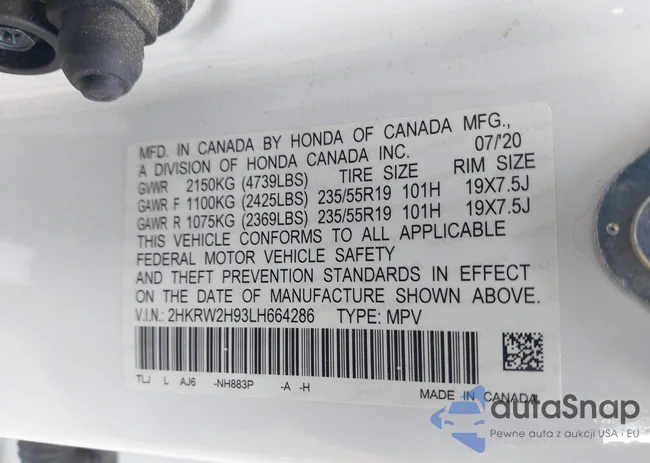 MFD. IN CANADA BY HONDA OF CANADA MFG.,
A DIVISION OF HONDA CANADA INC. 07/'20
GVWR 2150KG (4739LBS) TIRE SIZE RIM SIZE
GAWR F 1100KG (2425LBS) 235/55R19 101H 19X7.5J
GAWR R 1075KG (2369LBS) 235/55R19 101H 19X7.5J
THIS VEHICLE CONFORMS TO ALL APPLICABLE
FEDERAL MOTOR VEHICLE SAFETY
AND THEFT PREVENTION STANDARDS IN EFFECT
ON THE DATE OF MANUFACTURE SHOWN ABOVE.
V.I.N.: 2HKRW2H93LH664286 TYPE: MPV
TLJ L AJ6 -NH883P -A -H
MADE IN CANADA
autaSnap
Pewne auta z aukcji USA i EU